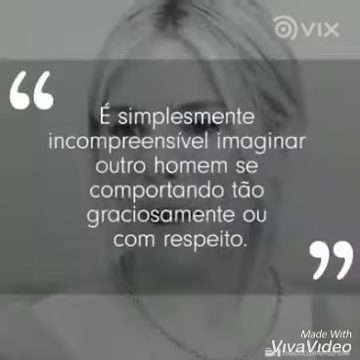 VIX
“
É simplesmente
incompreensível imaginar
outro homem se
comportando tão
graciosamente ou
com respeito.
”
Made With
VivaVideo